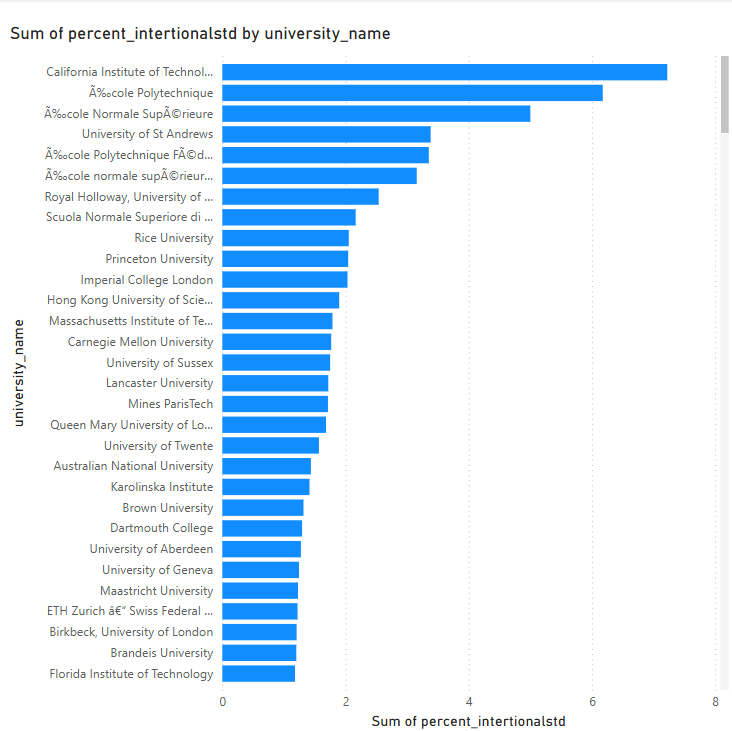 Sum of percent_intertionalstd by university_name
California Institute of Technol...
Ã‰cole Polytechnique
Ã‰cole Normale SupÃ©rieure
University of St Andrews
Ã‰cole Polytechnique FÃ©d...
Ã‰cole normale supÃ©rieur...
Royal Holloway, University of ...
Scuola Normale Superiore di ...
Rice University
Princeton University
Imperial College London
Hong Kong University of Scie...
Massachusetts Institute of Te...
Carnegie Mellon University
University of Sussex
Lancaster University
Mines ParisTech
Queen Mary University of Lo...
University of Twente
Australian National University
Karolinska Institute
Brown University
Dartmouth College
University of Aberdeen
University of Geneva
Maastricht University
ETH Zurich â€“ Swiss Federal ...
Birkbeck, University of London
Brandeis University
Florida Institute of Technology
university_name
0 2 4 6 8
Sum of percent_intertionalstd